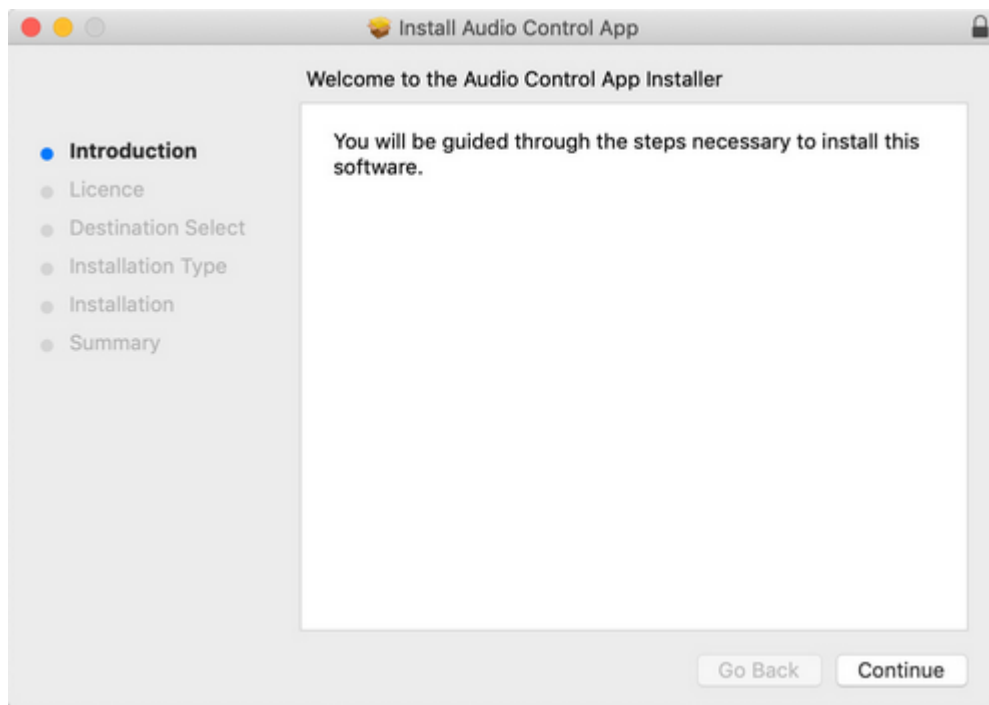 Install Audio Control App
Welcome to the Audio Control App Installer
Introduction
Licence
Destination Select
Installation Type
Installation
Summary
You will be guided through the steps necessary to install this
software.
Go Back
Continue